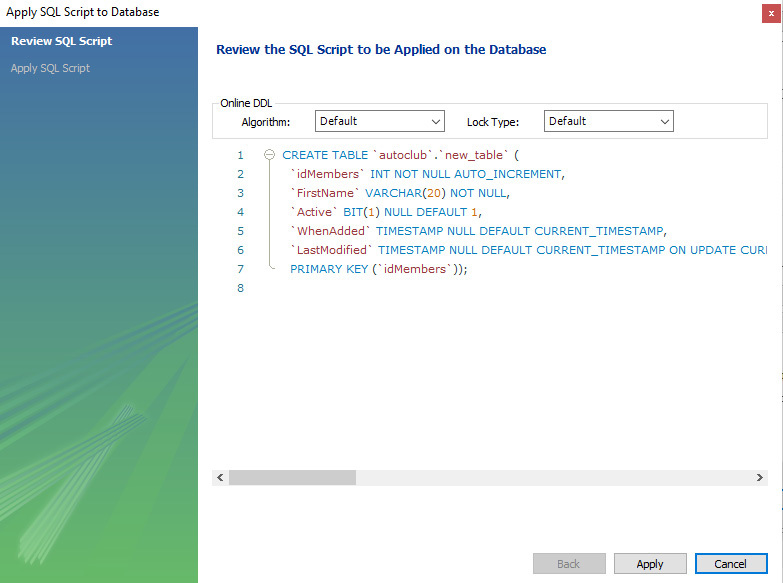 Apply SQL Script to Database
x
Review SQL Script
Apply SQL Script
Review the SQL Script to be Applied on the Database
Online DDL
Algorithm: Default Lock Type: Default
1 CREATE TABLE `autoclub`.`new_table` (
2 `idMembers` INT NOT NULL AUTO_INCREMENT,
3 `FirstName` VARCHAR(20) NOT NULL,
4 `Active` BIT(1) NULL DEFAULT 1,
5 `WhenAdded` TIMESTAMP NULL DEFAULT CURRENT_TIMESTAMP,
6 `LastModified` TIMESTAMP NULL DEFAULT CURRENT_TIMESTAMP ON UPDATE CURI
7 PRIMARY KEY (`idMembers`));
8
Back Apply Cancel